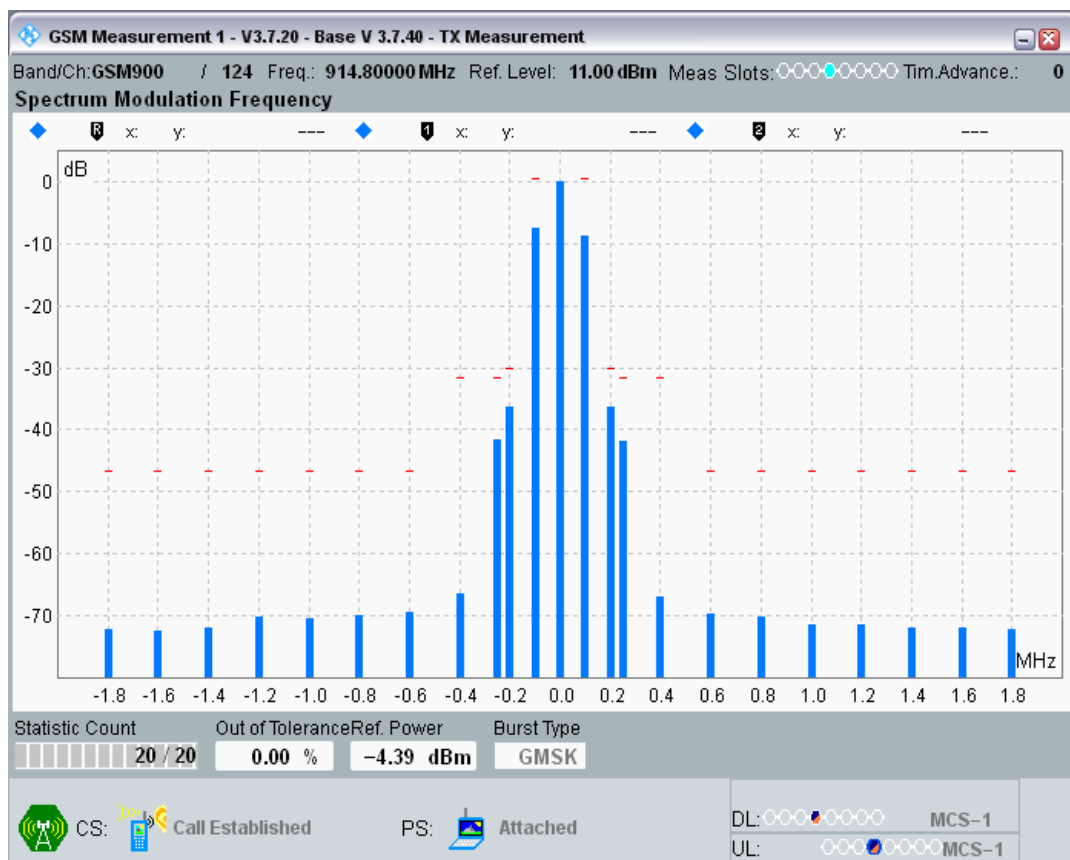 GSM Measurement 1 - V3.7.20 - Base V 3.7.40 - TX Measurement
Band/Ch:GSM900 / 124 Freq.: 914.80000 MHz Ref. Level: 11.00 dBm Meas Slots: Tim.Advance.: 0
Spectrum Modulation Frequency
R x: y: --- 1 x: y: --- 2 x: y: ---
dB
0
-10
-20
-30
-40
-50
-60
-70
MHz
-1.8 -1.6 -1.4 -1.2 -1.0 -0.8 -0.6 -0.4 -0.2 0.0 0.2 0.4 0.6 0.8 1.0 1.2 1.4 1.6 1.8
Statistic Count Out of Tolerance Ref. Power Burst Type
20 / 20 0.00 % −4.39 dBm GMSK
CS: Call Established PS: Attached DL: MCS−1
UL: MCS−1